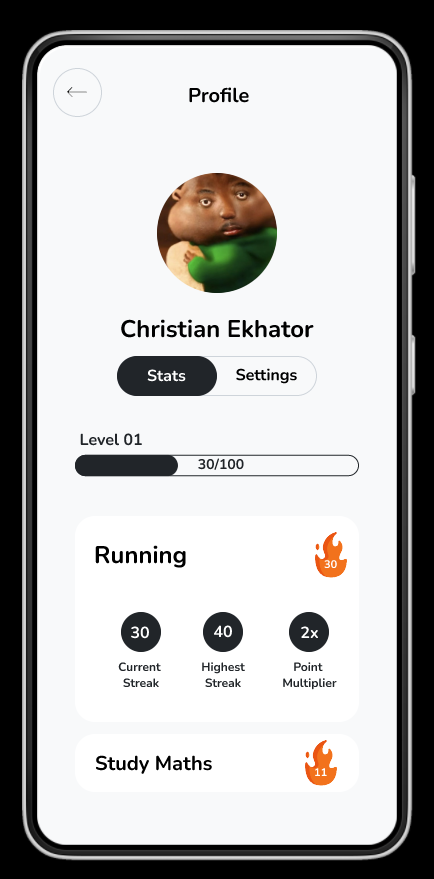 Profile
Christian Ekhator
Stats Settings
Level 01
30/100
Running 30
30 40 2x
Current Highest Point
Streak Streak Multiplier
Study Maths 11